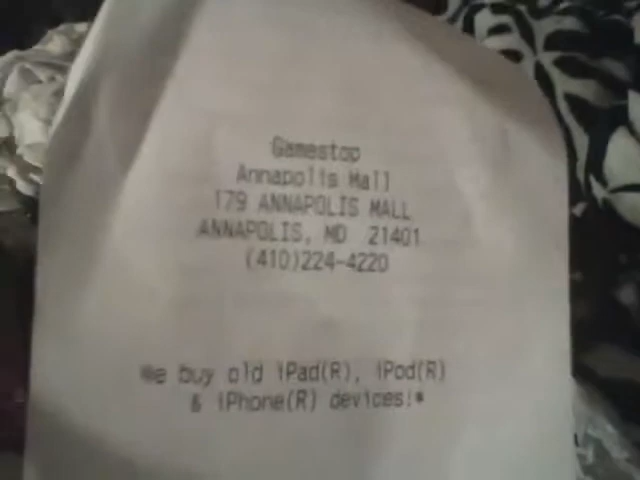 Gamestop
Annapolis Mall
179 ANNAPOLIS MALL
ANNAPOLIS, MD 21401
(410)224-4220
We buy old iPad(R), iPod(R)
& iPhone(R) devices!*